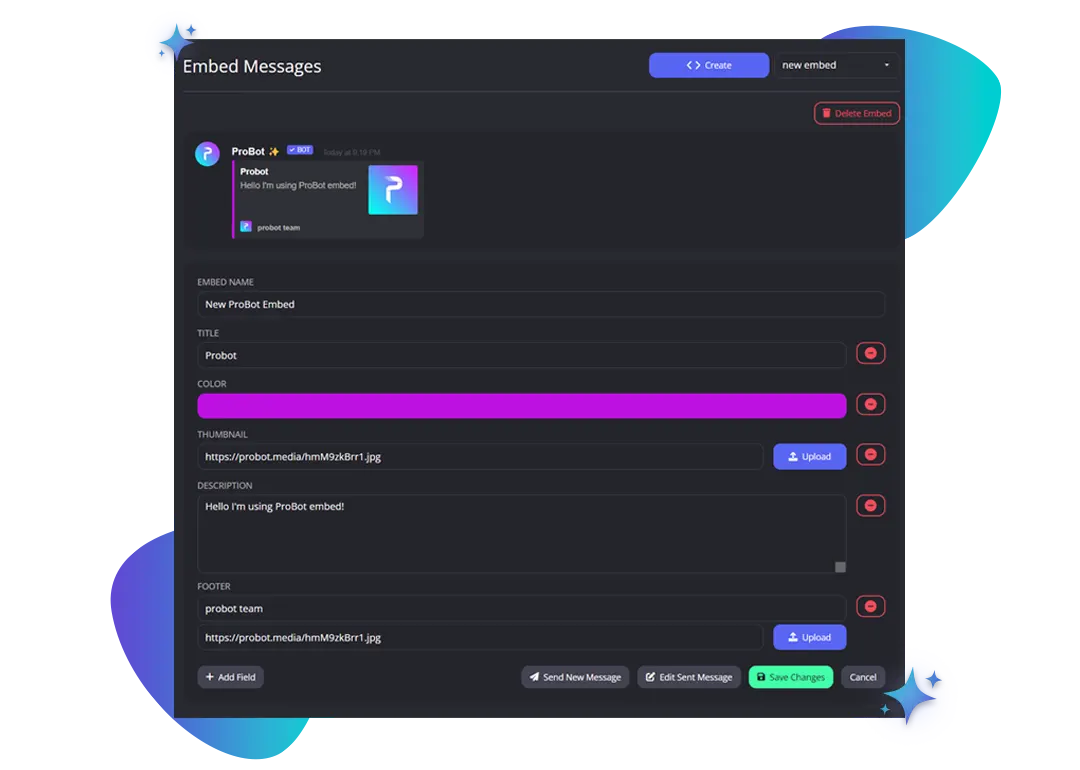 Embed Messages
<> Create
new embed
Delete Embed
ProBot ✨ ✓ BOT Today at 9:19 PM
Probot
Hello I'm using ProBot embed!
probot team
EMBED NAME
New ProBot Embed
TITLE
Probot
COLOR
THUMBNAIL
https://probot.media/hmM9zkBrr1.jpg
Upload
DESCRIPTION
Hello I'm using ProBot embed!
FOOTER
probot team
https://probot.media/hmM9zkBrr1.jpg
Upload
+ Add Field
Send New Message
Edit Sent Message
Save Changes
Cancel